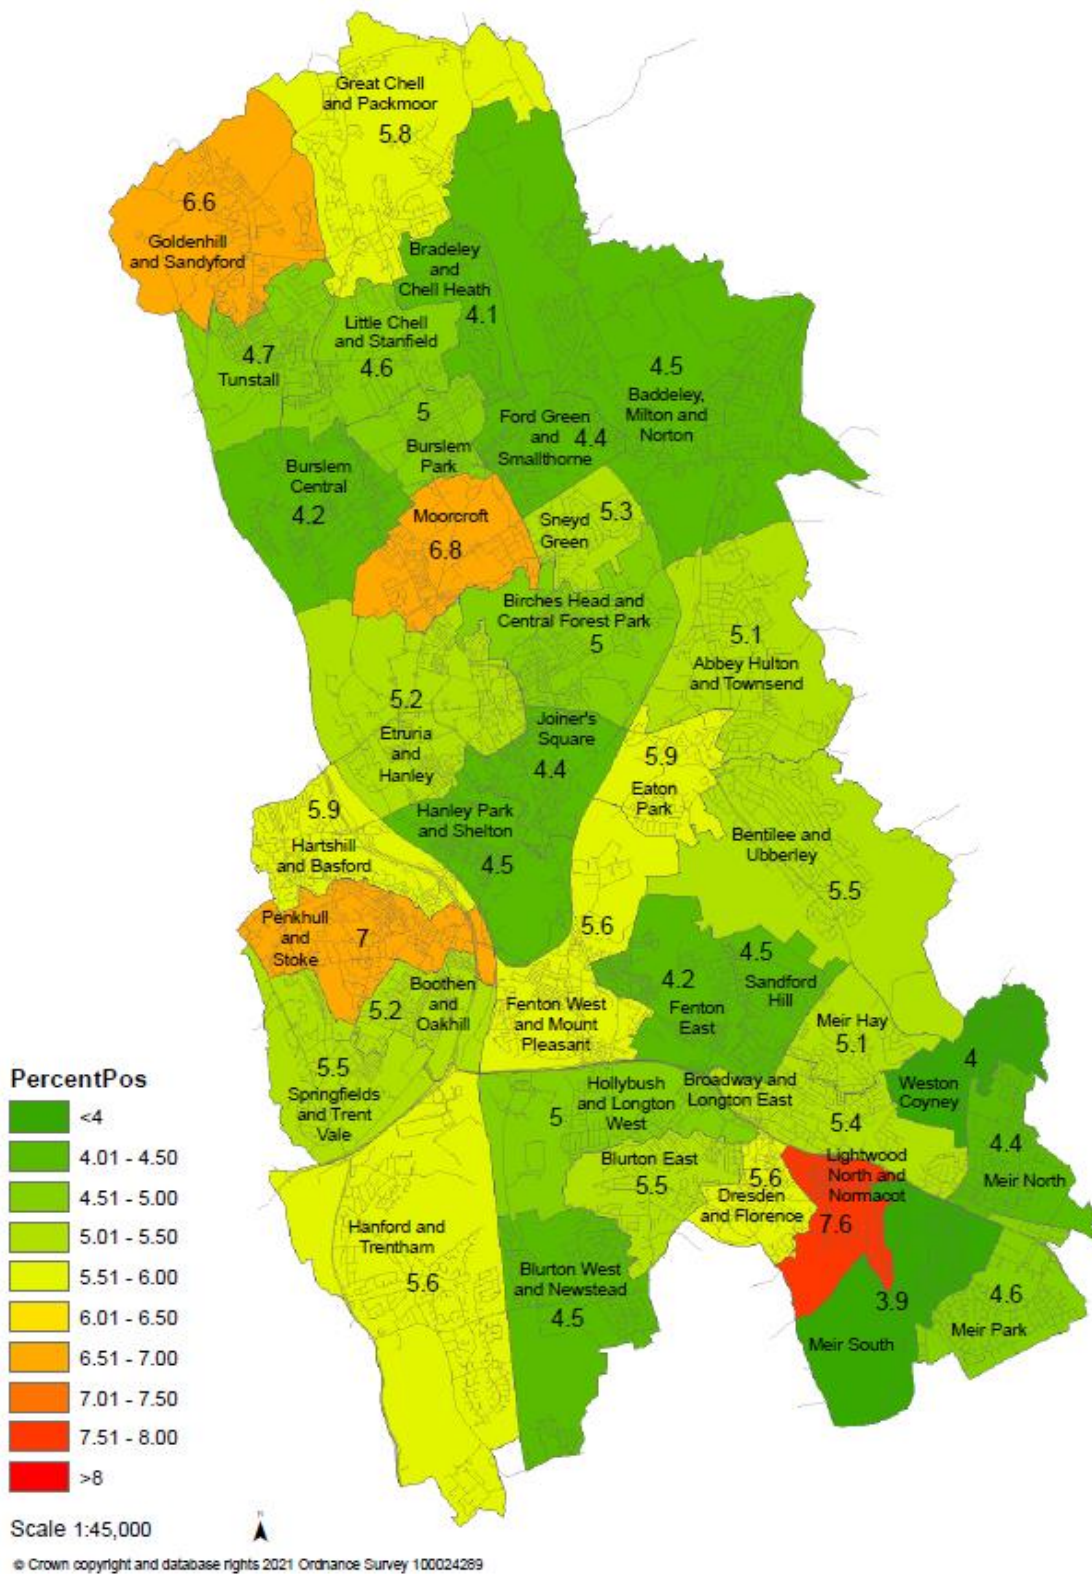 Great Chell
and Packmoor
5.8
6.6
Goldenhill
and Sandyford
Bradeley
and
Chell Heath
4.1
Little Chell
and Stanfield
4.6
4.7
Tunstall
4.5
Baddeley,
Milton and
Norton
5
Burslem
Park
Ford Green
and
Smallthorne
4.4
Burslem
Central
4.2
Moorcroft
6.8
Sneyd
Green
5.3
Birches Head and
Central Forest Park
5
5.1
Abbey Hulton
and Townsend
5.2
Etruria
and
Hanley
Joiner's
Square
4.4
5.9
Eaton
Park
5.9
Hartshill
and Basford
Hanley Park
and Shelton
4.5
Bentilee and
Ubberley
5.5
Penkhull
and
Stoke
7
5.6
Fenton West
and Mount
Pleasant
4.2
Fenton
East
4.5
Sandford
Hill
5.2
Boothen
and
Oakhill
Meir Hay
5.1
4
Weston
Coyney
5.5
Springfields
and Trent
Vale
5
Hollybush
and Longton
West
Broadway and
Longton East
5.4
4.4
Meir North
Blurton East
5.5
5.6
Dresden
and Florence
Lightwood
North and
Normacot
7.6
Hanford and
Trentham
5.6
Blurton West
and Newstead
4.5
3.9
Meir South
4.6
Meir Park
PercentPos
<4
4.01 - 4.50
4.51 - 5.00
5.01 - 5.50
5.51 - 6.00
6.01 - 6.50
6.51 - 7.00
7.01 - 7.50
7.51 - 8.00
>8
Scale 1:45,000
N
© Crown copyright and database rights 2021 Ordnance Survey 100024289